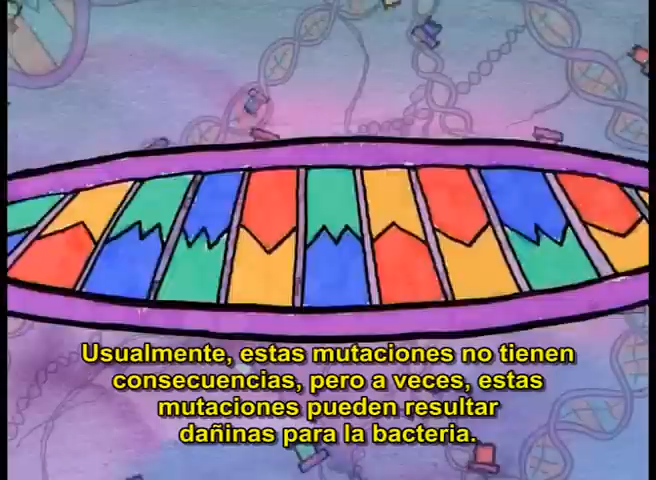 Usualmente, estas mutaciones no tienen
consecuencias, pero a veces, estas
mutaciones pueden resultar
dañinas para la bacteria.